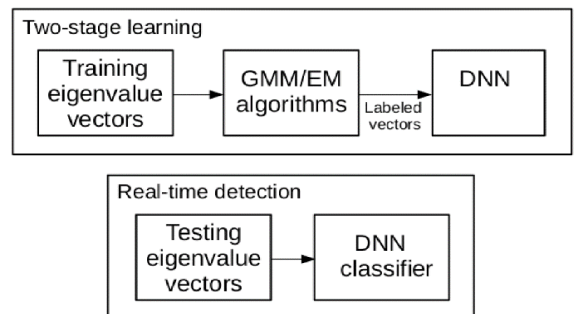 Two-stage learning
Training
eigenvalue
vectors
GMM/EM
algorithms
Labeled
vectors
DNN
Real-time detection
Testing
eigenvalue
vectors
DNN
classifier